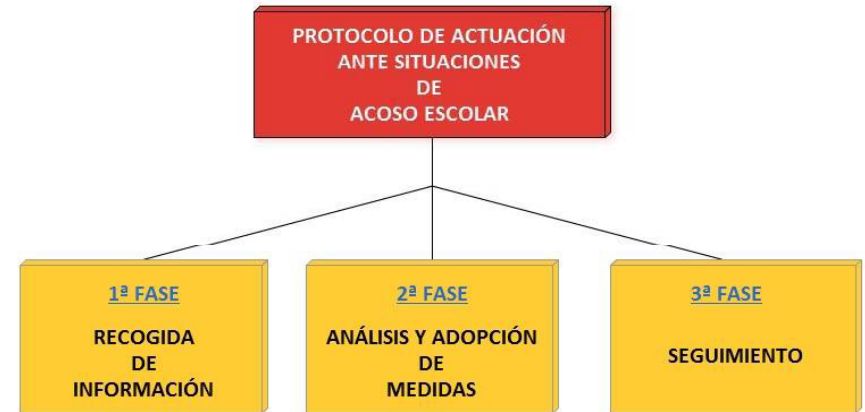 PROTOCOLO DE ACTUACIÓN
ANTE SITUACIONES
DE
ACOSO ESCOLAR
1ª FASE
RECOGIDA
DE
INFORMACIÓN
2ª FASE
ANÁLISIS Y ADOPCIÓN
DE
MEDIDAS
3ª FASE
SEGUIMIENTO